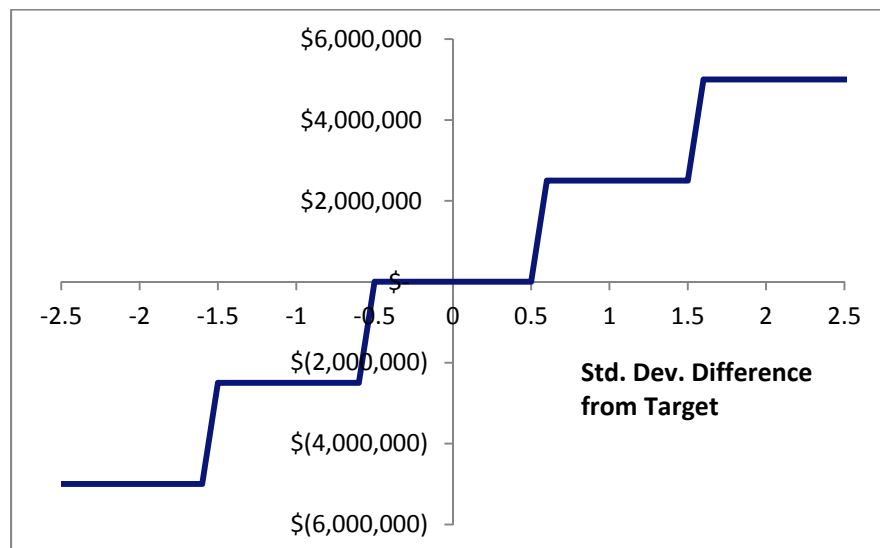 $6,000,000
$4,000,000
$2,000,000
$-
-2.5 -2 -1.5 -1 -0.5 0 0.5 1 1.5 2 2.5
$(2,000,000)
Std. Dev. Difference
from Target
$(4,000,000)
$(6,000,000)